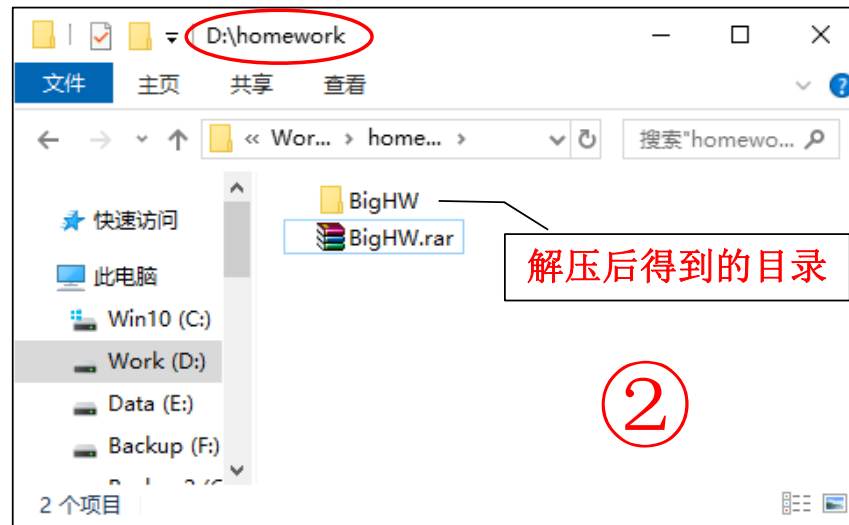 D:\homework
文件 主页 共享 查看
« Wor... › home... ›
搜索"homewo...
快速访问
此电脑
Win10 (C:)
Work (D:)
Data (E:)
Backup (F:)
BigHW
BigHW.rar
解压后得到的目录
②
2 个项目